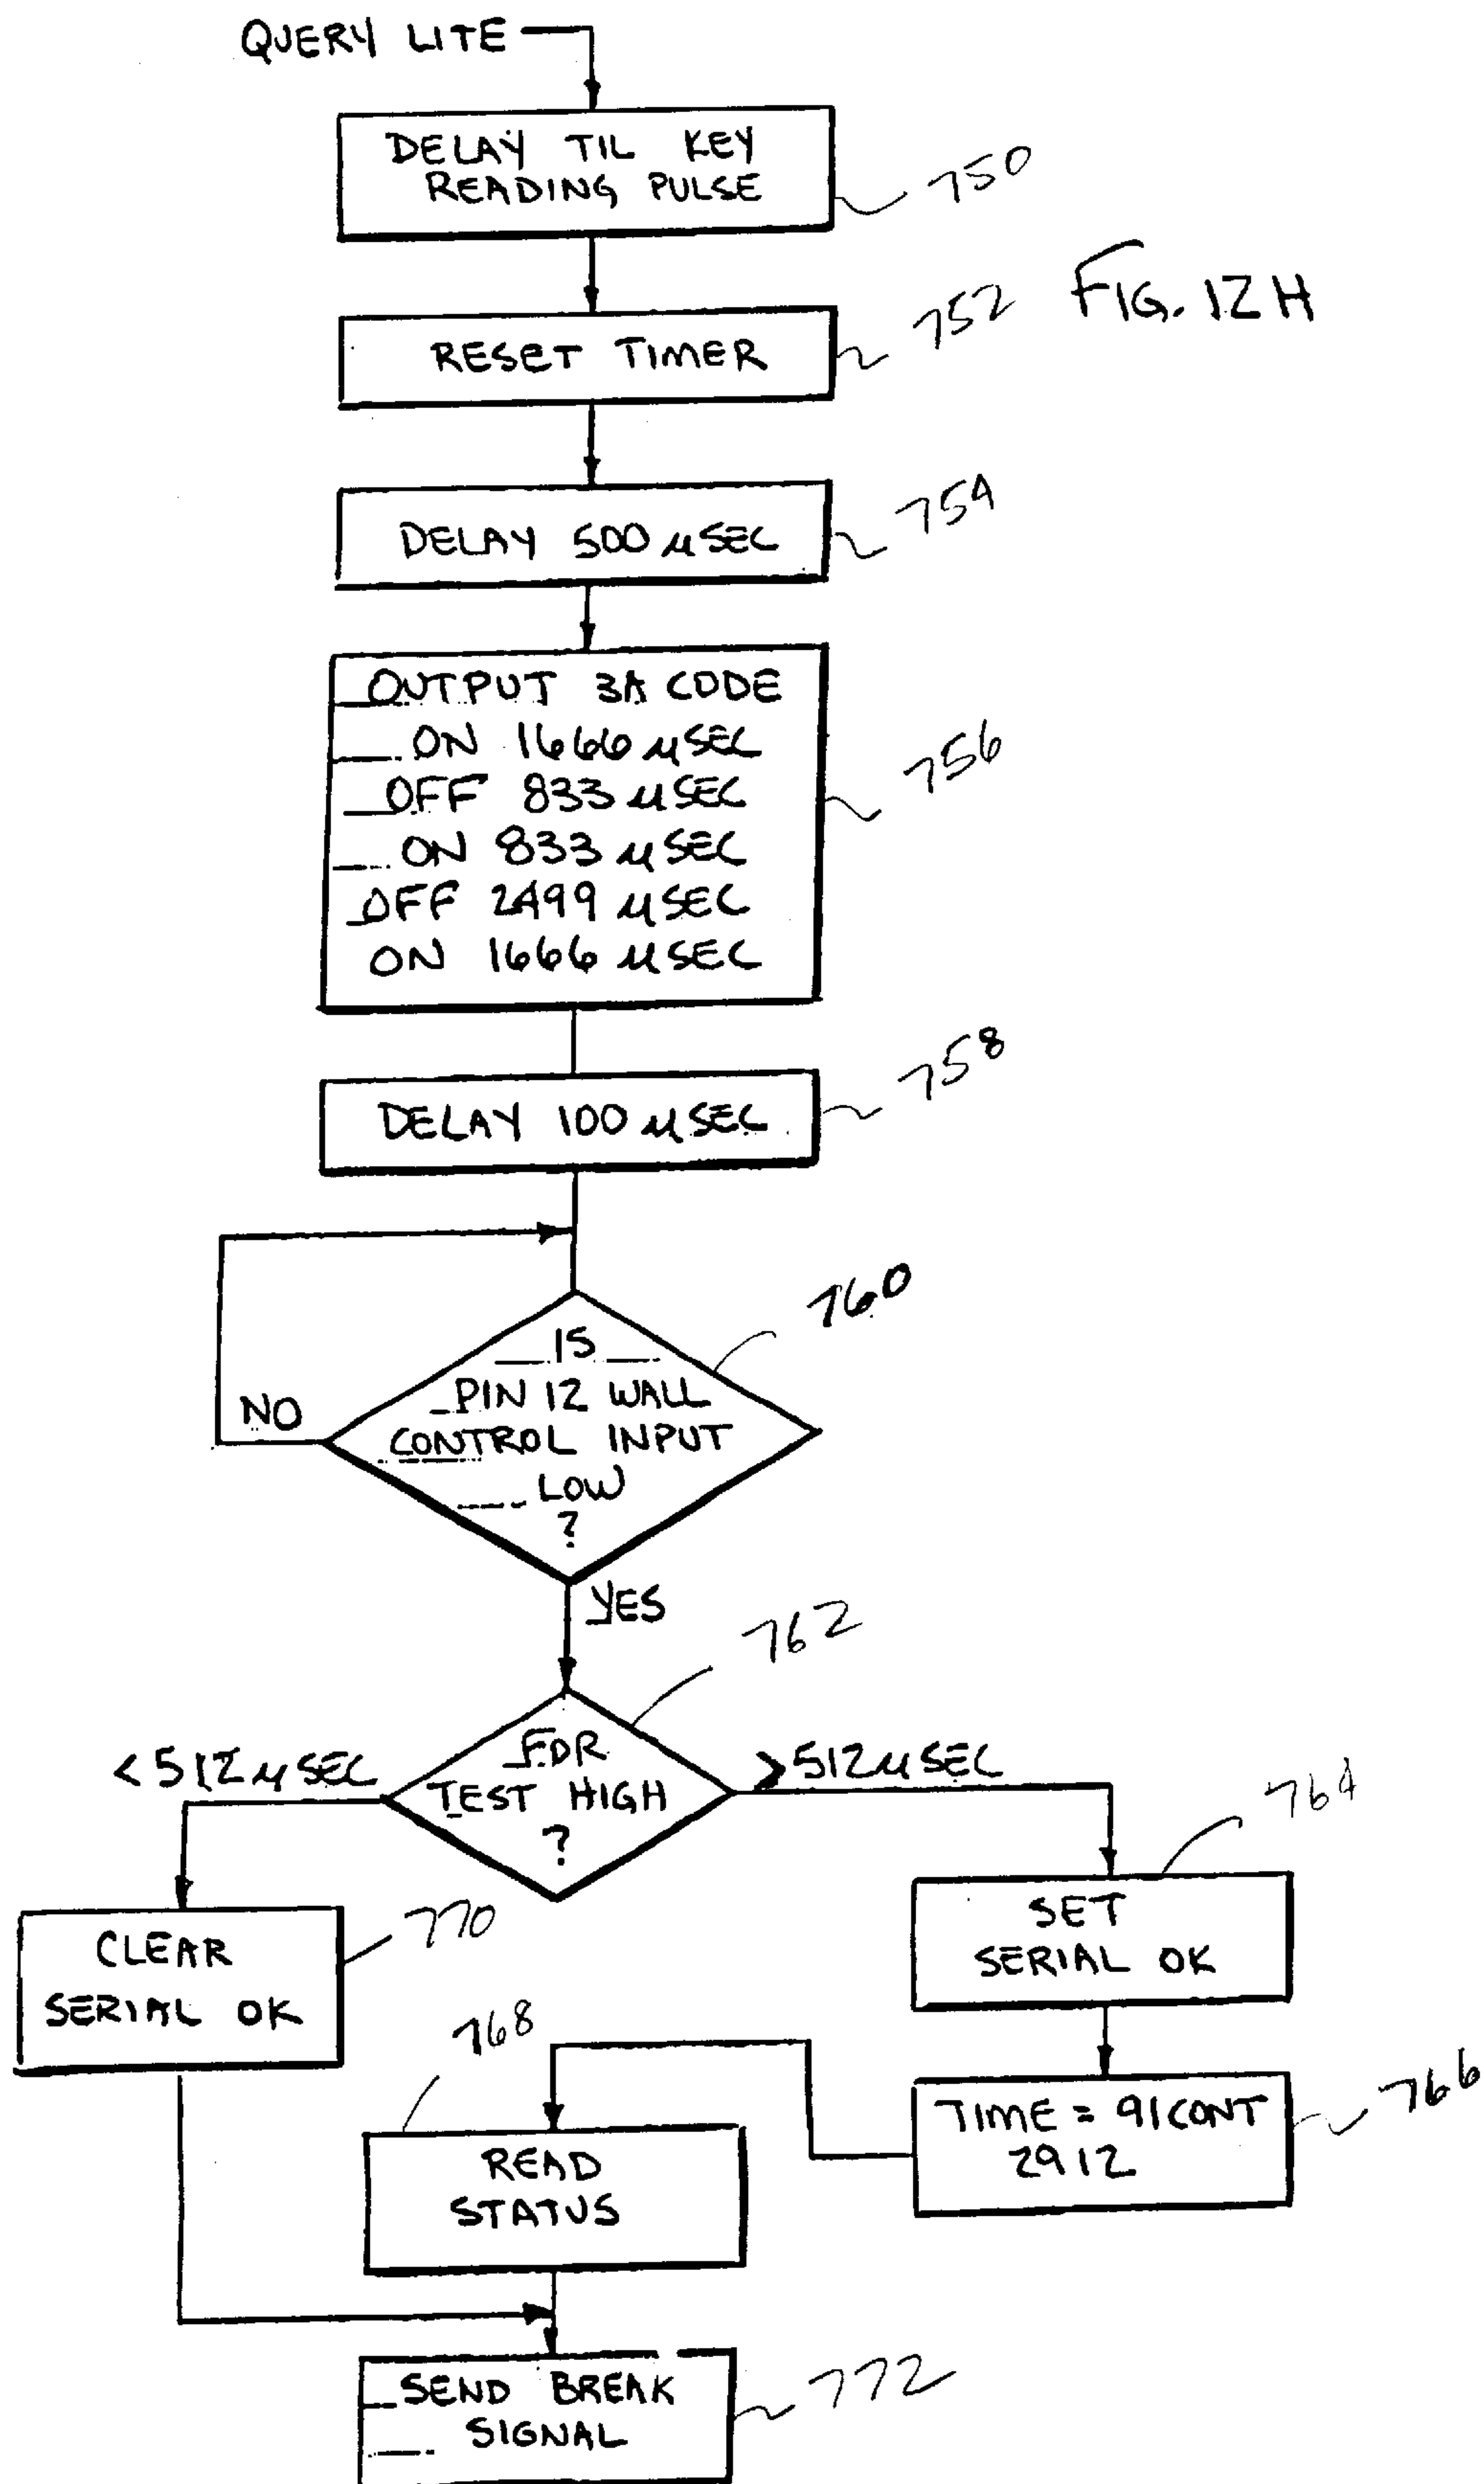 QUERY LITE
DELAY TIL KEY
READING PULSE
750
FIG. 12H
752
RESET TIMER
754
DELAY 500 µSEC
OUTPUT 3A CODE
ON 1666 µSEC
OFF 833 µSEC
ON 833 µSEC
OFF 2499 µSEC
ON 1666 µSEC
756
758
DELAY 100 µSEC
760
IS
PIN 12 WALL
CONTROL INPUT
LOW
?
NO
YES
762
<512 µSEC
FOR
TEST HIGH
?
>512 µSEC
764
SET
SERIAL OK
770
CLEAR
SERIAL OK
768
766
TIME = 91 CONT
2912
READ
STATUS
SEND BREAK
SIGNAL
772